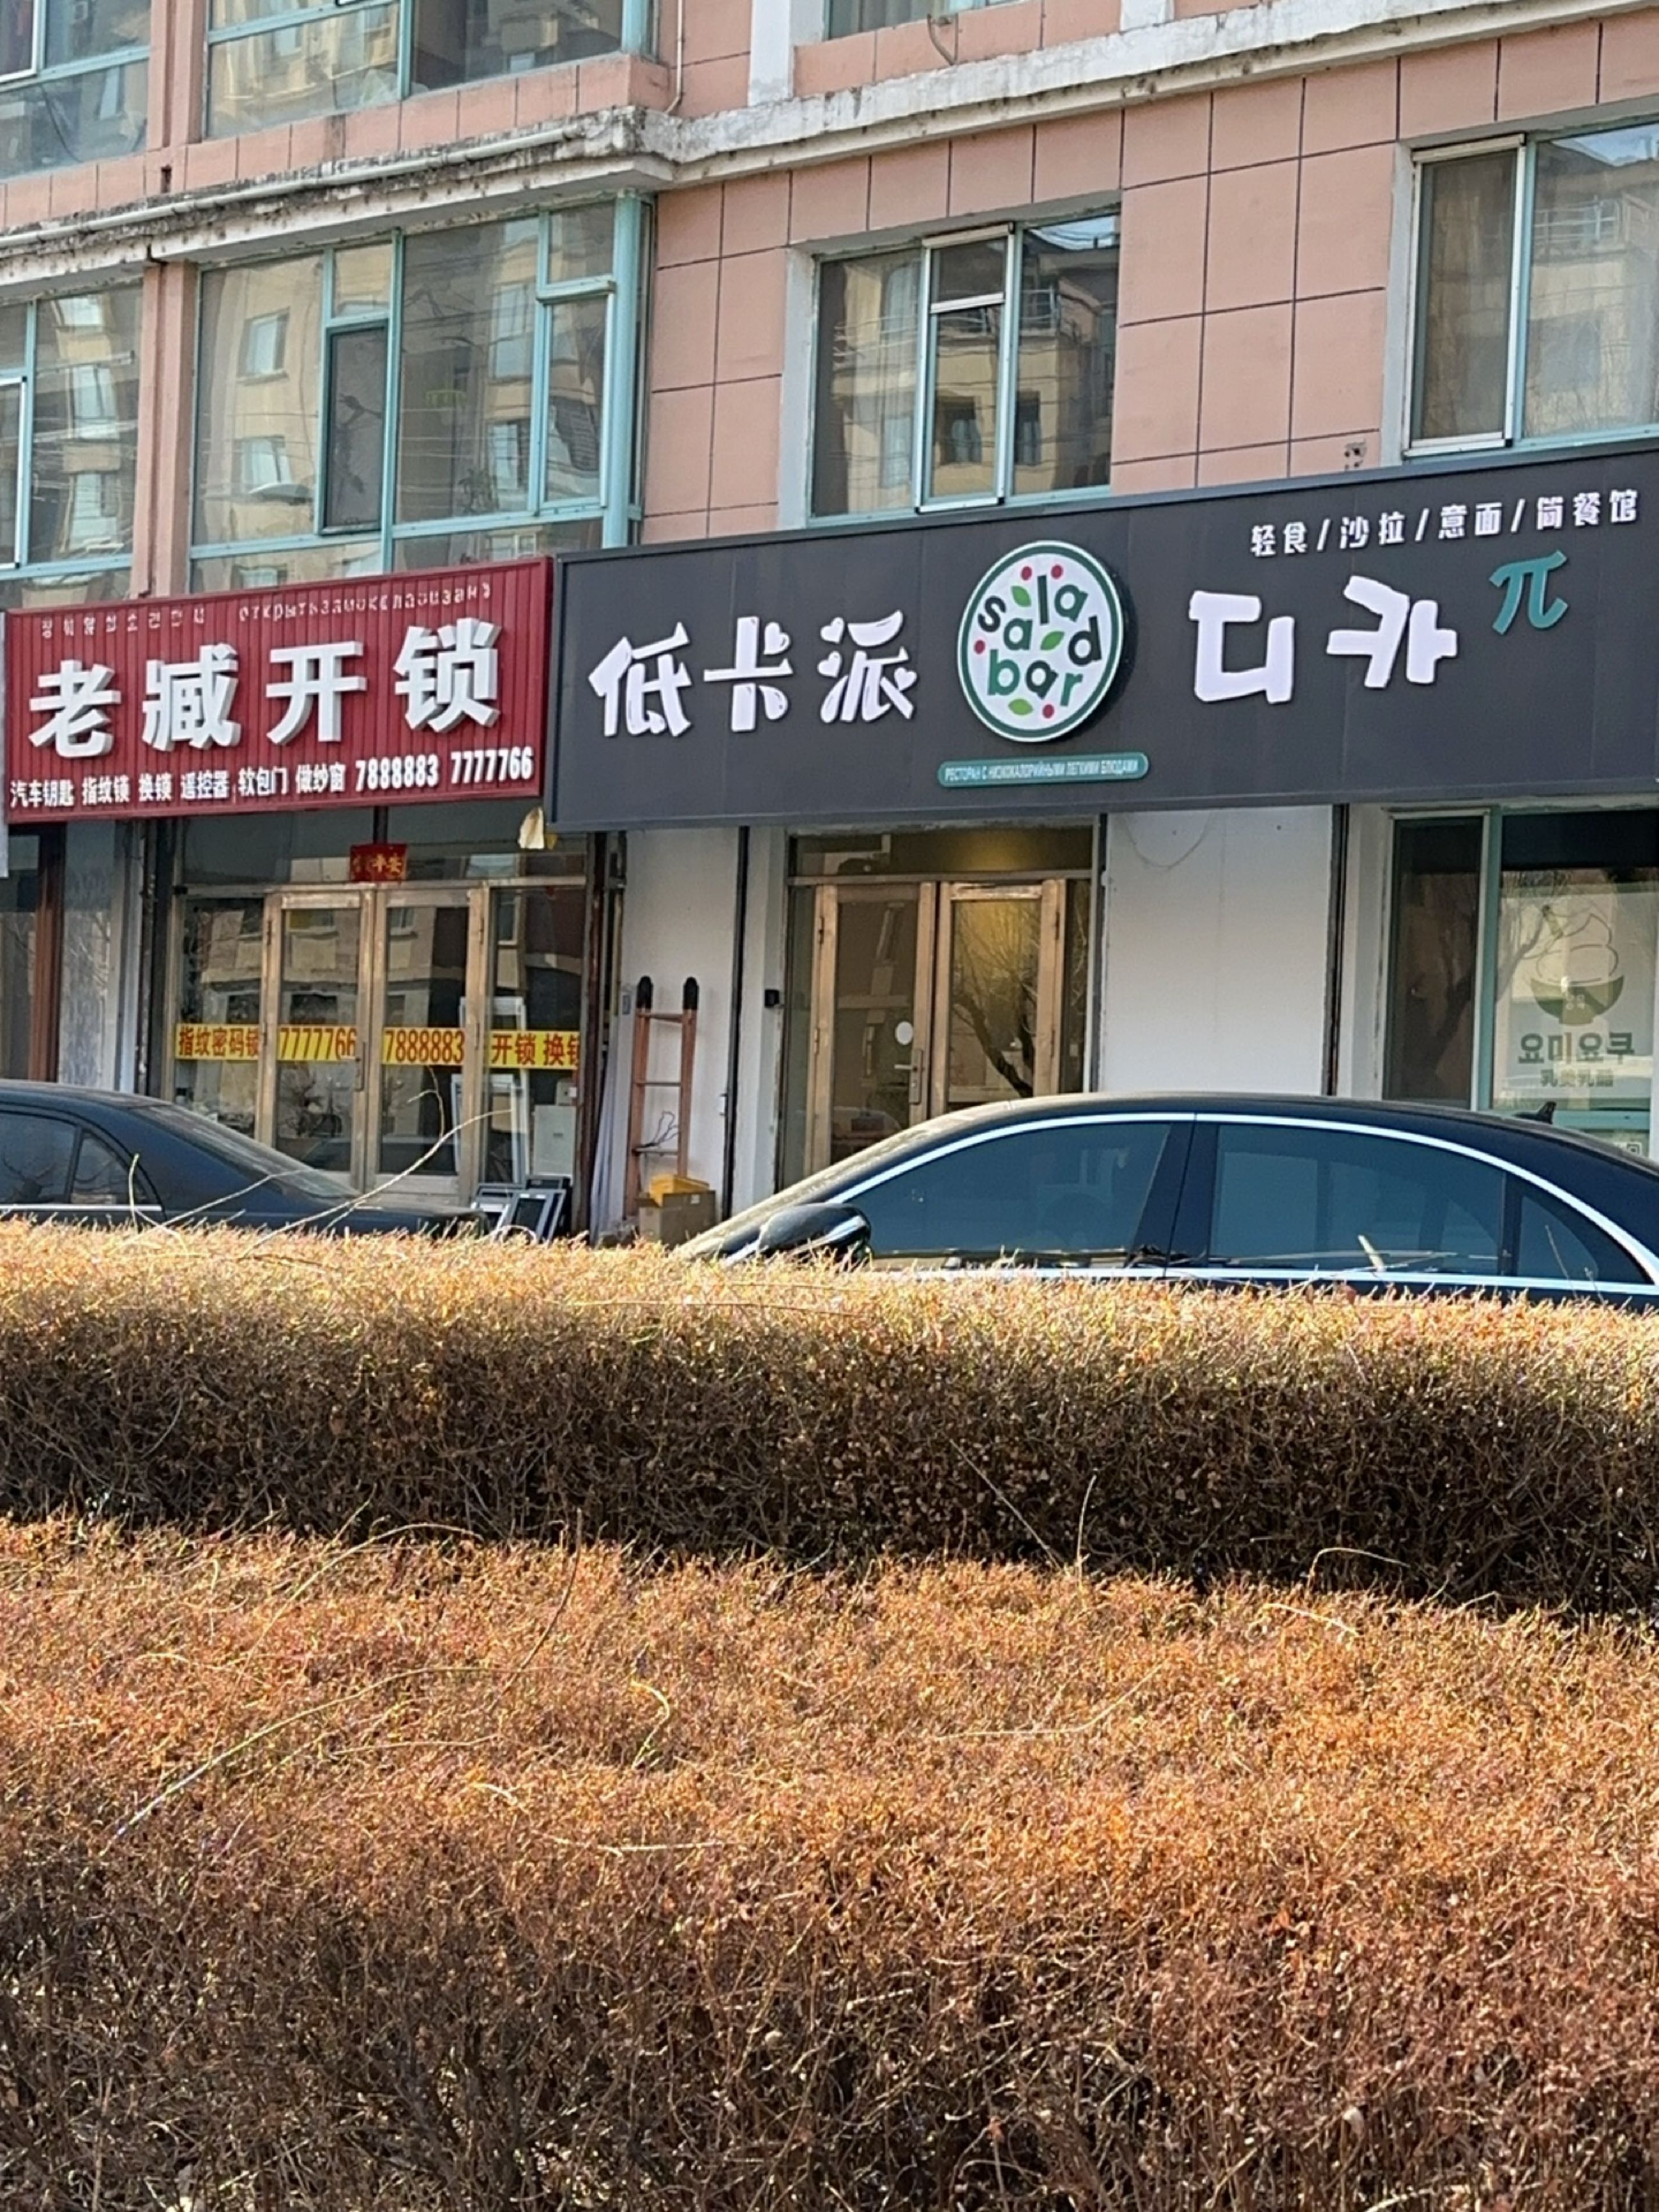 老臧开锁
汽车钥匙 指纹锁 换锁 遥控器 软包门 做纱窗 7888883 7777766
平安
指纹密码锁 7777766 7888883 开锁 换锁
轻食/沙拉/意面/简餐馆
低卡派 salad bar 디카 π
РЕСТОРАН С НИЗКОКАЛОРИЙНЫМИ ЛЕГКИМИ БЛЮДАМИ
요미요쿠